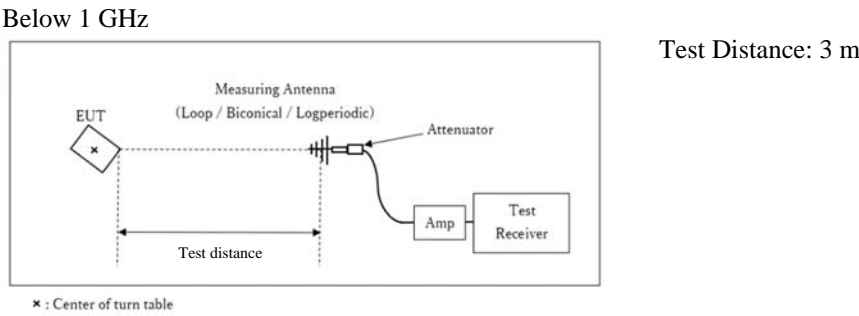 Below 1 GHz
Test Distance: 3 m
Measuring Antenna
(Loop / Biconical / Logperiodic)
EUT
Attenuator
Amp
Test
Receiver
Test distance
× : Center of turn table